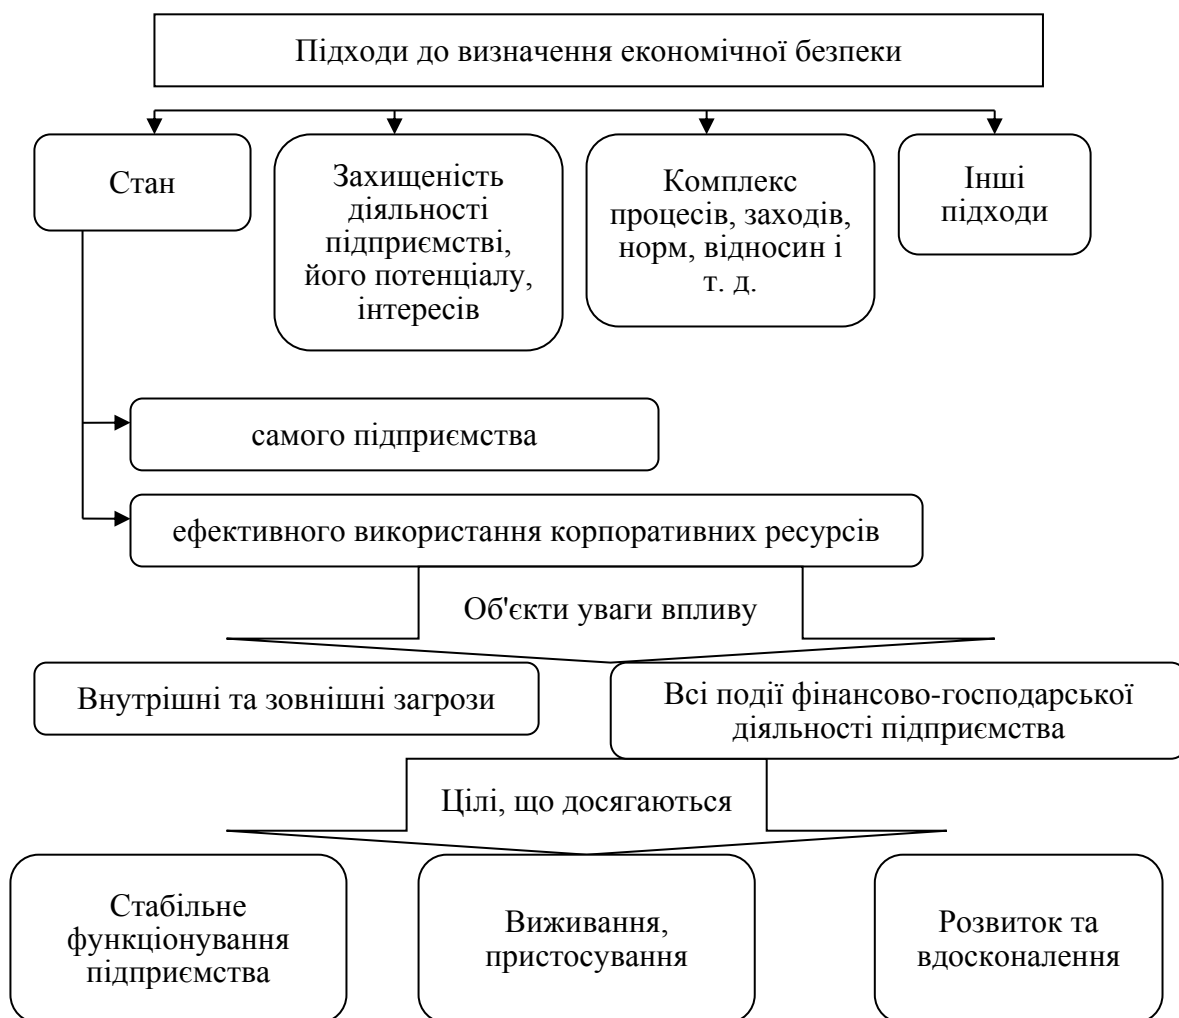 Підходи до визначення економічної безпеки
Стан
Захищеність
діяльності
підприємстві,
його потенціалу,
інтересів
Комплекс
процесів, заходів,
норм, відносин і
т. д.
Інші
підходи
самого підприємства
ефективного використання корпоративних ресурсів
Об'єкти уваги впливу
Внутрішні та зовнішні загрози
Всі події фінансово-господарської
діяльності підприємства
Цілі, що досягаються
Стабільне
функціонування
підприємства
Виживання,
пристосування
Розвиток та
вдосконалення